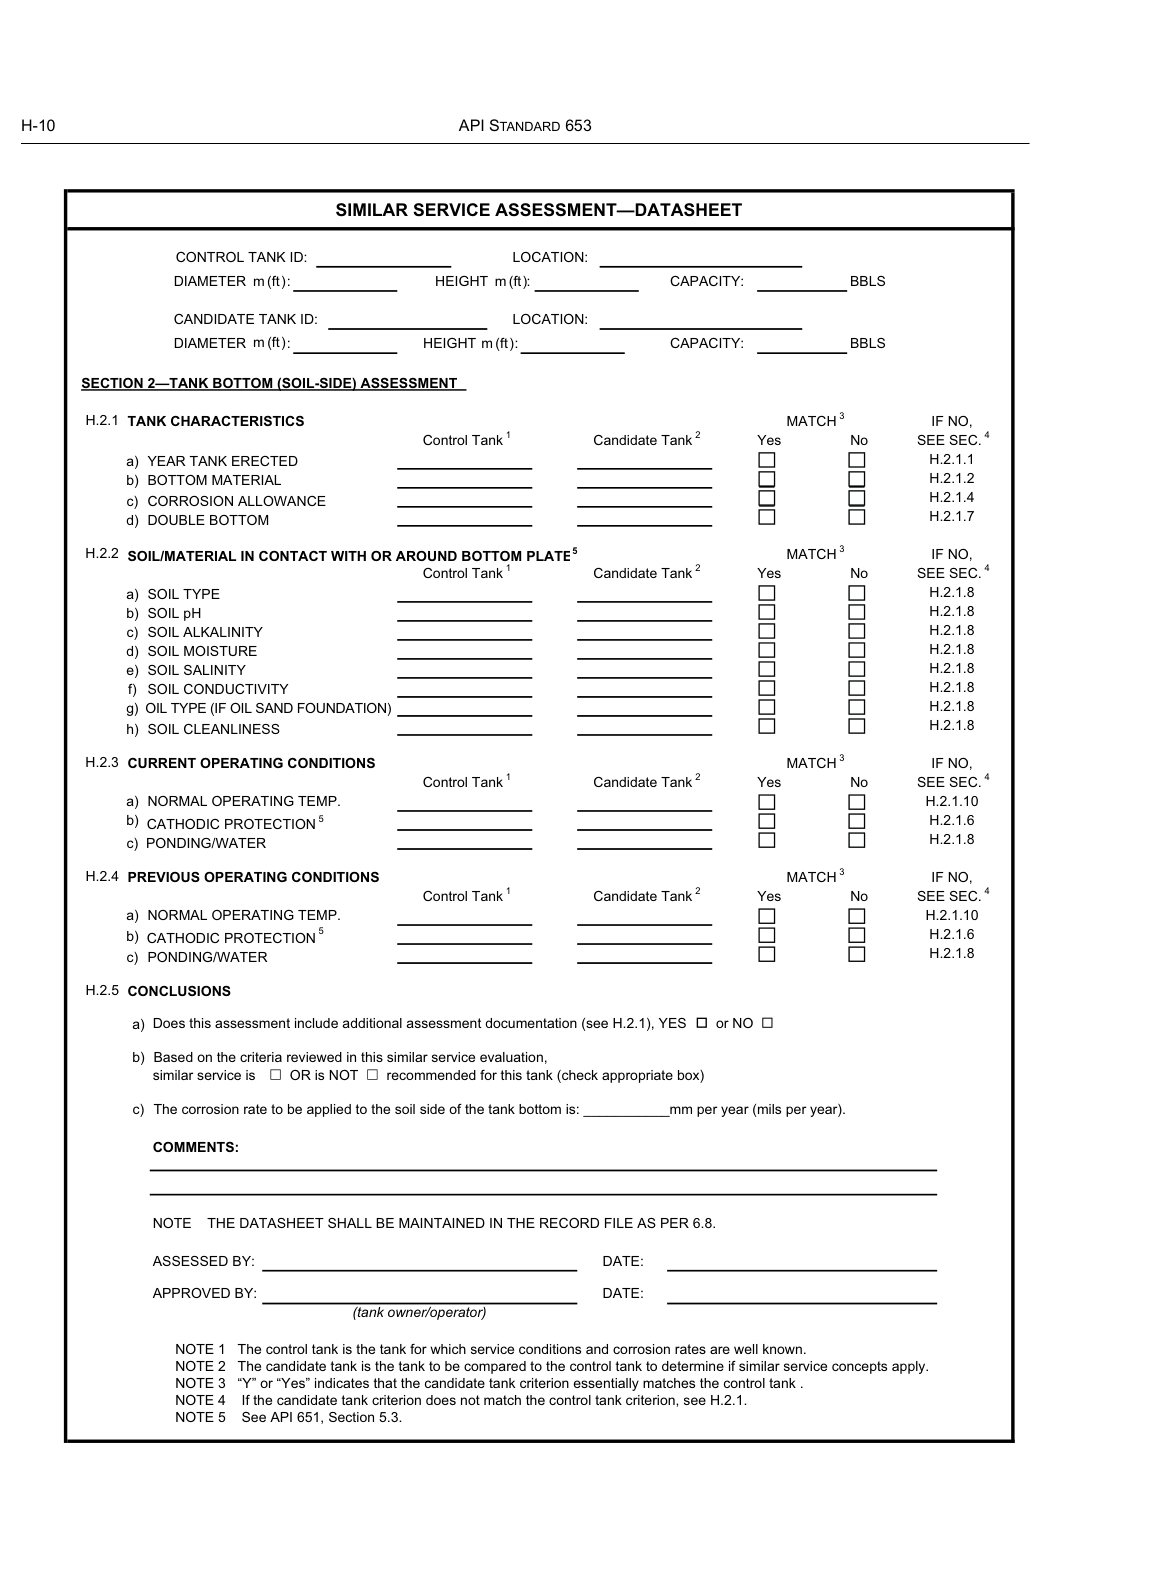 H-10 API STANDARD 653
SIMILAR SERVICE ASSESSMENT—DATASHEET
CONTROL TANK ID: LOCATION:
DIAMETER m (ft): HEIGHT m (ft): CAPACITY: BBLS
CANDIDATE TANK ID: LOCATION:
DIAMETER m (ft): HEIGHT m (ft): CAPACITY: BBLS
SECTION 2—TANK BOTTOM (SOIL-SIDE) ASSESSMENT
H.2.1 TANK CHARACTERISTICS MATCH 3 IF NO,
Control Tank 1 Candidate Tank 2 Yes No SEE SEC. 4
a) YEAR TANK ERECTED ☐ ☐ H.2.1.1
b) BOTTOM MATERIAL ☐ ☐ H.2.1.2
c) CORROSION ALLOWANCE ☐ ☐ H.2.1.4
d) DOUBLE BOTTOM ☐ ☐ H.2.1.7
H.2.2 SOIL/MATERIAL IN CONTACT WITH OR AROUND BOTTOM PLATE 5 MATCH 3 IF NO,
Control Tank 1 Candidate Tank 2 Yes No SEE SEC. 4
a) SOIL TYPE ☐ ☐ H.2.1.8
b) SOIL pH ☐ ☐ H.2.1.8
c) SOIL ALKALINITY ☐ ☐ H.2.1.8
d) SOIL MOISTURE ☐ ☐ H.2.1.8
e) SOIL SALINITY ☐ ☐ H.2.1.8
f) SOIL CONDUCTIVITY ☐ ☐ H.2.1.8
g) OIL TYPE (IF OIL SAND FOUNDATION) ☐ ☐ H.2.1.8
h) SOIL CLEANLINESS ☐ ☐ H.2.1.8
H.2.3 CURRENT OPERATING CONDITIONS MATCH 3 IF NO,
Control Tank 1 Candidate Tank 2 Yes No SEE SEC. 4
a) NORMAL OPERATING TEMP. ☐ ☐ H.2.1.10
b) CATHODIC PROTECTION 5 ☐ ☐ H.2.1.6
c) PONDING/WATER ☐ ☐ H.2.1.8
H.2.4 PREVIOUS OPERATING CONDITIONS MATCH 3 IF NO,
Control Tank 1 Candidate Tank 2 Yes No SEE SEC. 4
a) NORMAL OPERATING TEMP. ☐ ☐ H.2.1.10
b) CATHODIC PROTECTION 5 ☐ ☐ H.2.1.6
c) PONDING/WATER ☐ ☐ H.2.1.8
H.2.5 CONCLUSIONS
a) Does this assessment include additional assessment documentation (see H.2.1), YES ☐ or NO ☐
b) Based on the criteria reviewed in this similar service evaluation,
similar service is ☐ OR is NOT ☐ recommended for this tank (check appropriate box)
c) The corrosion rate to be applied to the soil side of the tank bottom is: ___________mm per year (mils per year).
COMMENTS:
NOTE THE DATASHEET SHALL BE MAINTAINED IN THE RECORD FILE AS PER 6.8.
ASSESSED BY: DATE:
APPROVED BY: DATE:
(tank owner/operator)
NOTE 1 The control tank is the tank for which service conditions and corrosion rates are well known.
NOTE 2 The candidate tank is the tank to be compared to the control tank to determine if similar service concepts apply.
NOTE 3 “Y” or “Yes” indicates that the candidate tank criterion essentially matches the control tank .
NOTE 4 If the candidate tank criterion does not match the control tank criterion, see H.2.1.
NOTE 5 See API 651, Section 5.3.